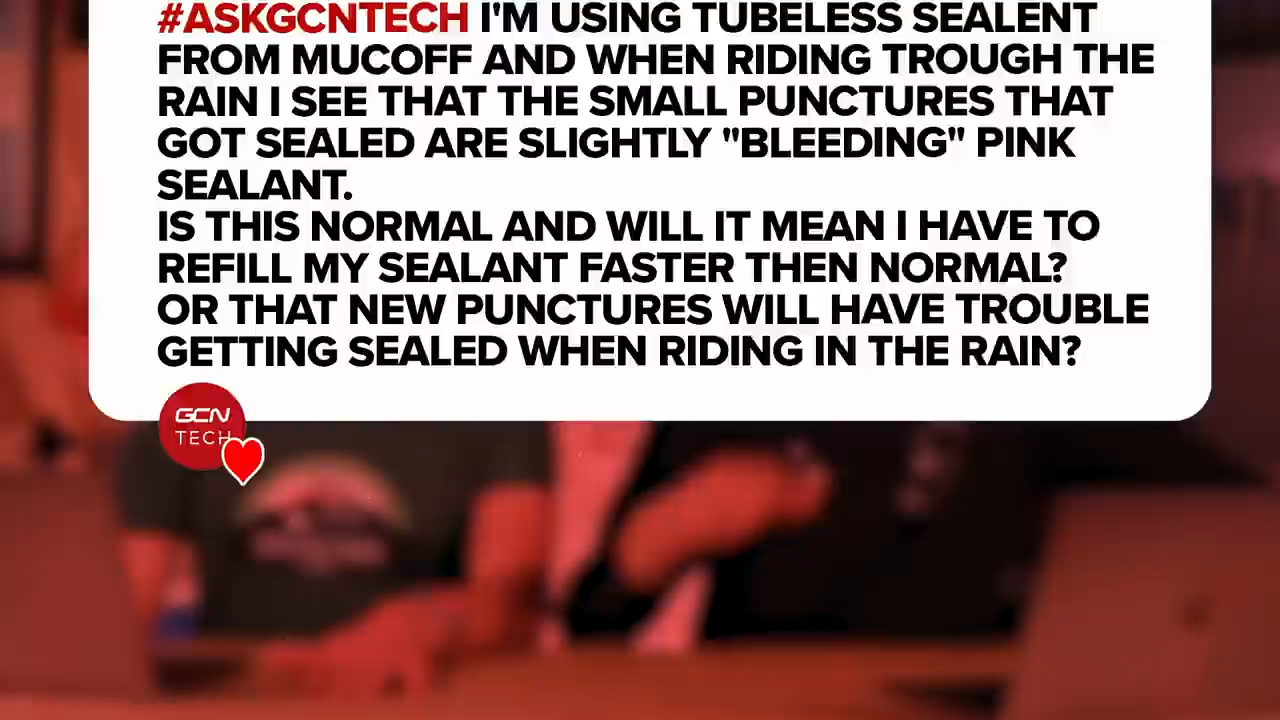 #ASKGCNTECH I'M USING TUBELESS SEALENT
FROM MUCOFF AND WHEN RIDING TROUGH THE
RAIN I SEE THAT THE SMALL PUNCTURES THAT
GOT SEALED ARE SLIGHTLY "BLEEDING" PINK
SEALANT.
IS THIS NORMAL AND WILL IT MEAN I HAVE TO
REFILL MY SEALANT FASTER THEN NORMAL?
OR THAT NEW PUNCTURES WILL HAVE TROUBLE
GETTING SEALED WHEN RIDING IN THE RAIN?
GCN
TECH